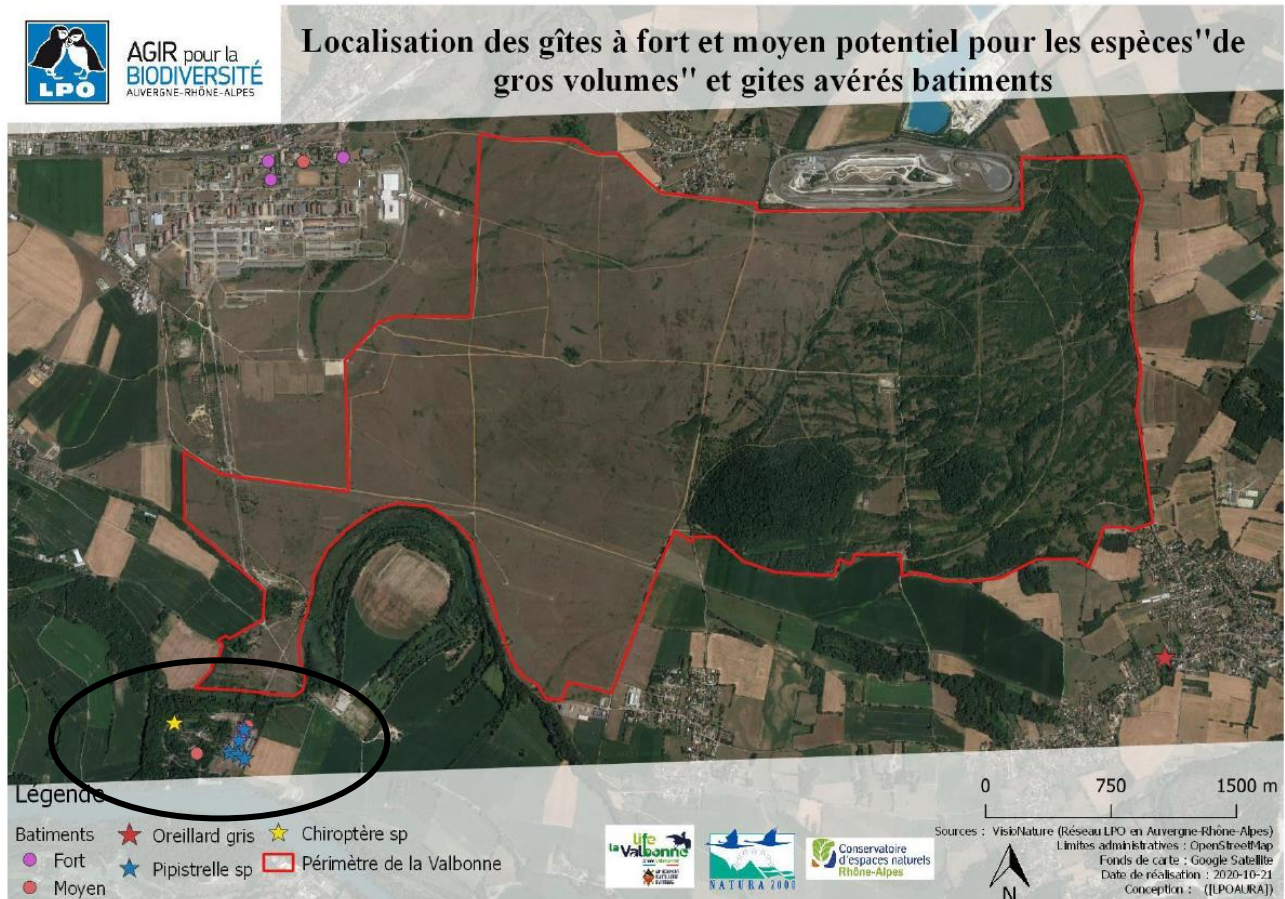 LPO
AGIR pour la
BIODIVERSITÉ
AUVERGNE-RHÔNE-ALPES
Localisation des gîtes à fort et moyen potentiel pour les espèces"de
gros volumes" et gites avérés batiments
Légende
Batiments
Fort
Moyen
Oreillard gris
Pipistrelle sp
Chiroptère sp
Périmètre de la Valbonne
life
la Valbonne
NATURA 2000
Conservatoire
d'espaces naturels
Rhône-Alpes
0 750 1500 m
Sources : VisioNature (Réseau LPO en Auvergne-Rhône-Alpes)
Limites administratives : OpenStreetMap
Fonds de carte : Google Satellite
Date de réalisation : 2020-10-21
Conception : ([LPOAURA])
N